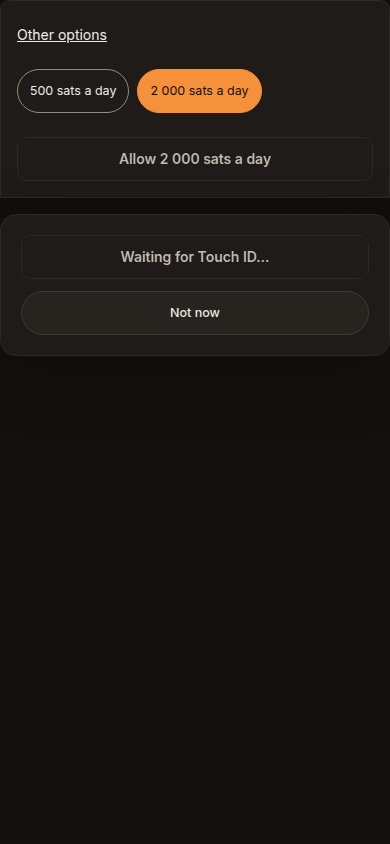 Other options
500 sats a day
2 000 sats a day
Allow 2 000 sats a day
Waiting for Touch ID...
Not now